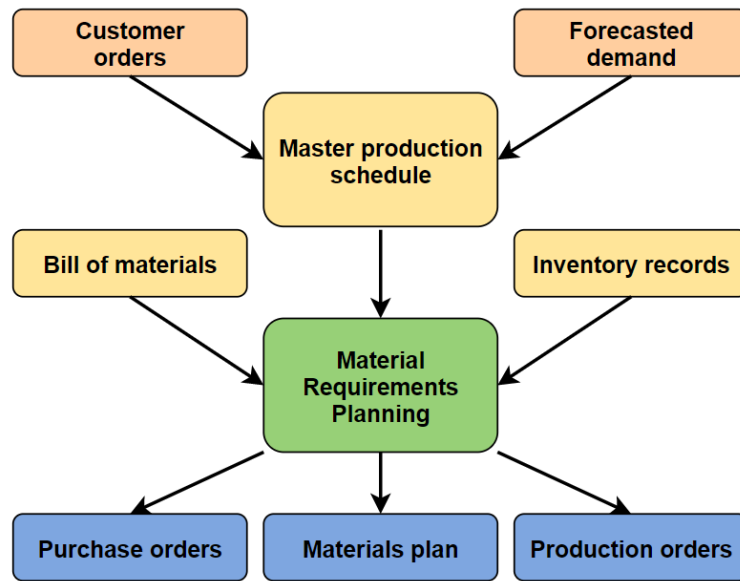 Customer
orders
Forecasted
demand
Master production
schedule
Bill of materials
Inventory records
Material
Requirements
Planning
Purchase orders
Materials plan
Production orders